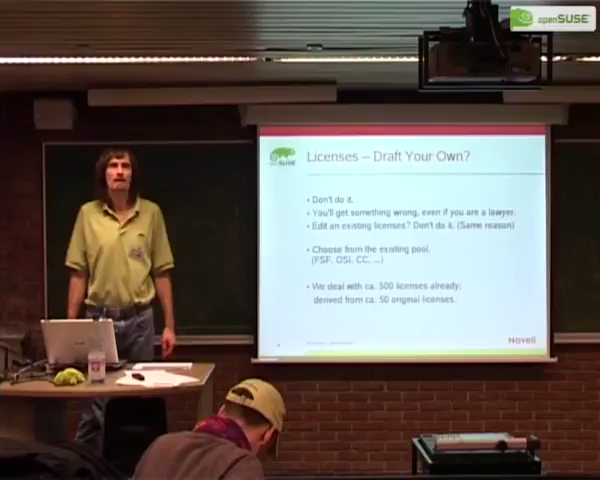 openSUSE
Licenses – Draft Your Own?
• Don't do it.
• You'll get something wrong, even if you are a lawyer.
• Edit an existing licenses? Don't do it. (Same reason)
• Choose from the existing pool.
(FSF, OSI, CC, ...)
• We deal with ca. 500 licenses already;
derived from ca. 50 original licenses.
Novell